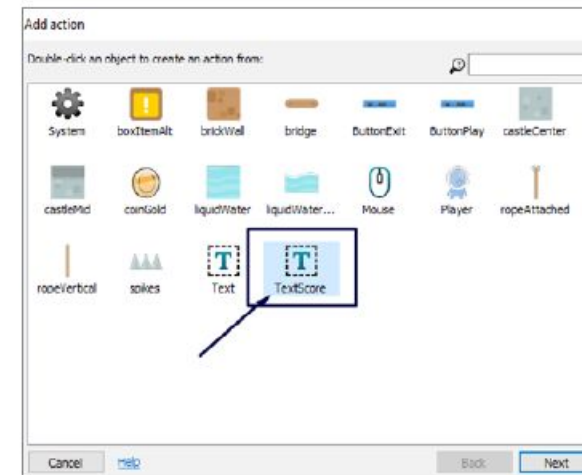 Add action
Double-click an object to create an action from:
System boxItemAlt brickWall bridge ButtonExit ButtonPlay castleCenter
castleMid coinGold liquidWater liquidWater... Mouse Player ropeAttached
ropeVertical spikes Text TextScore
Cancel Help Back Next